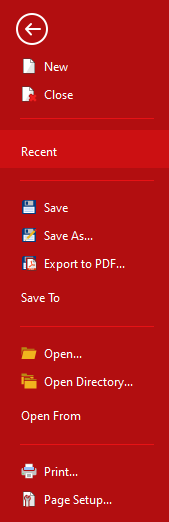 New
Close
Recent
Save
Save As...
Export to PDF...
Save To
Open...
Open Directory...
Open From
Print...
Page Setup...